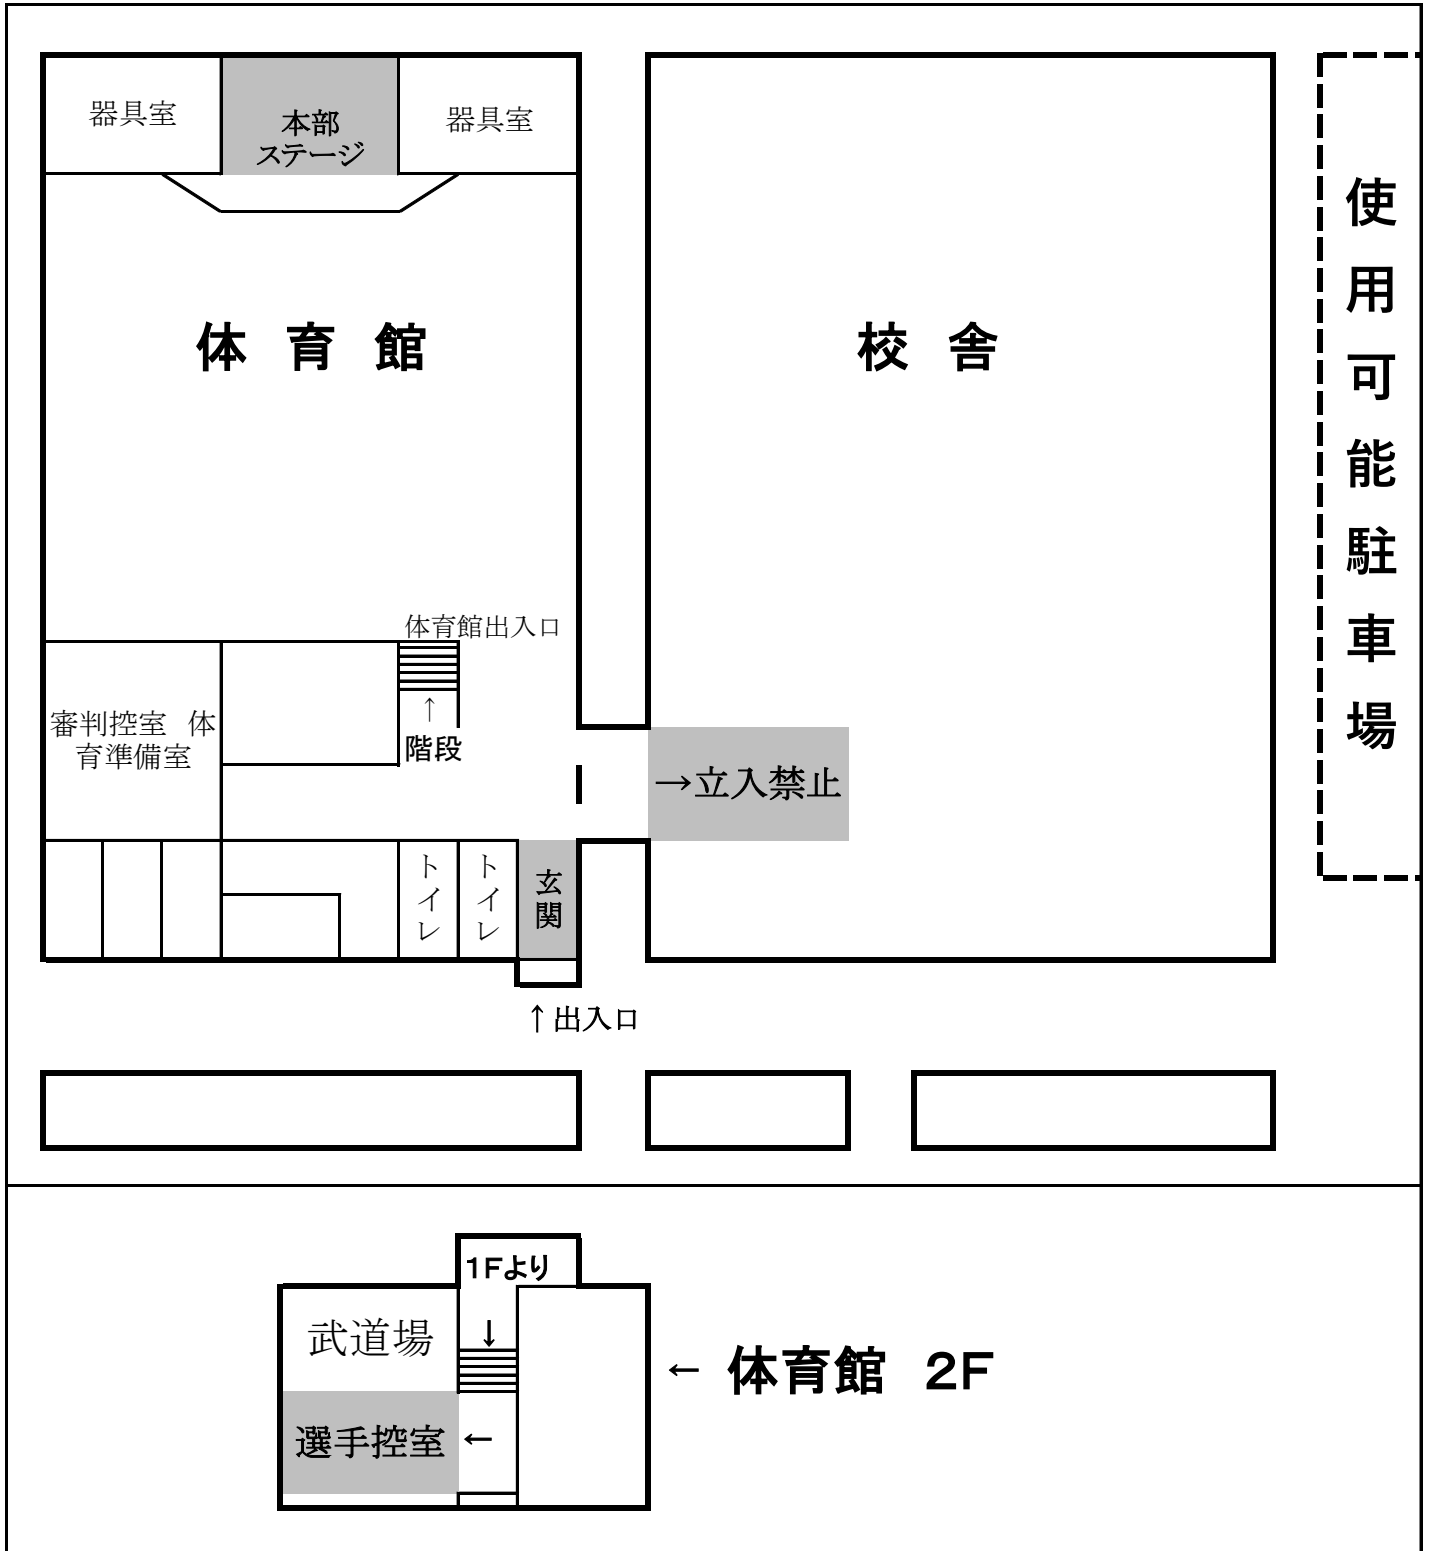 器具室
本部
ステージ
器具室
体 育 館
校 舎
使用可能駐車場
体育館出入口
↑
階段
審判控室 体
育準備室
→立入禁止
トイレ
トイレ
玄関
↑出入口
1Fより
↓
武道場
選手控室 ←
← 体育館 2F